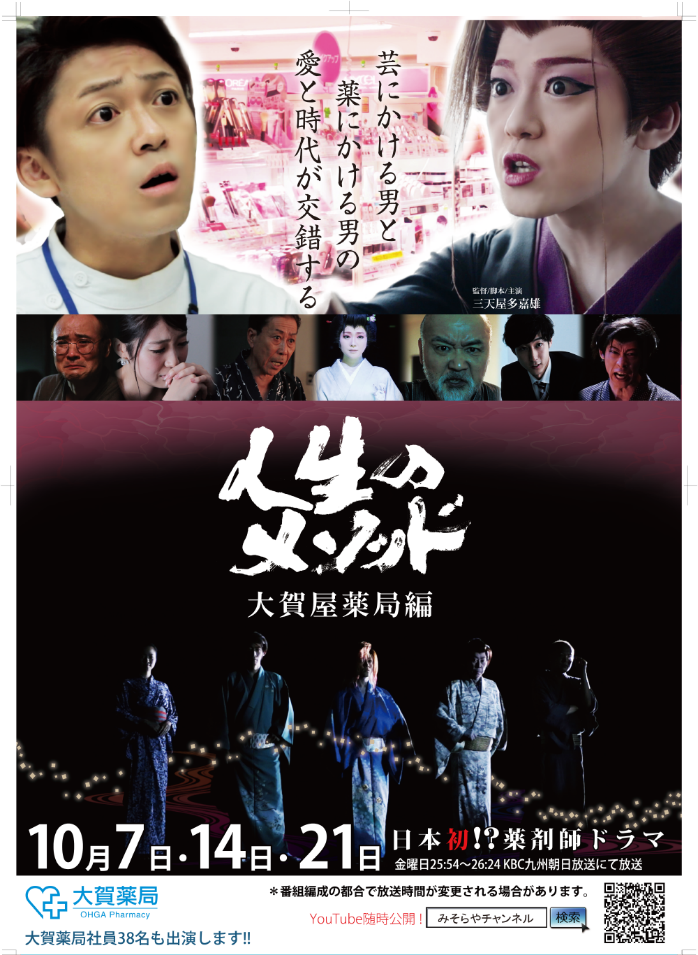 芸にかける男と
薬にかける男の
愛と時代が交錯する
監督/脚本/主演
三天屋多嘉雄
人生の
メソッド
大賀屋薬局編
10月7日・14日・21日
日本初!?薬剤師ドラマ
金曜日25:54~26:24 KBC九州朝日放送にて放送
大賀薬局
OHGA Pharmacy
大賀薬局社員38名も出演します!!
*番組編成の都合で放送時間が変更される場合があります。
YouTube随時公開! みそらやチャンネル 検索